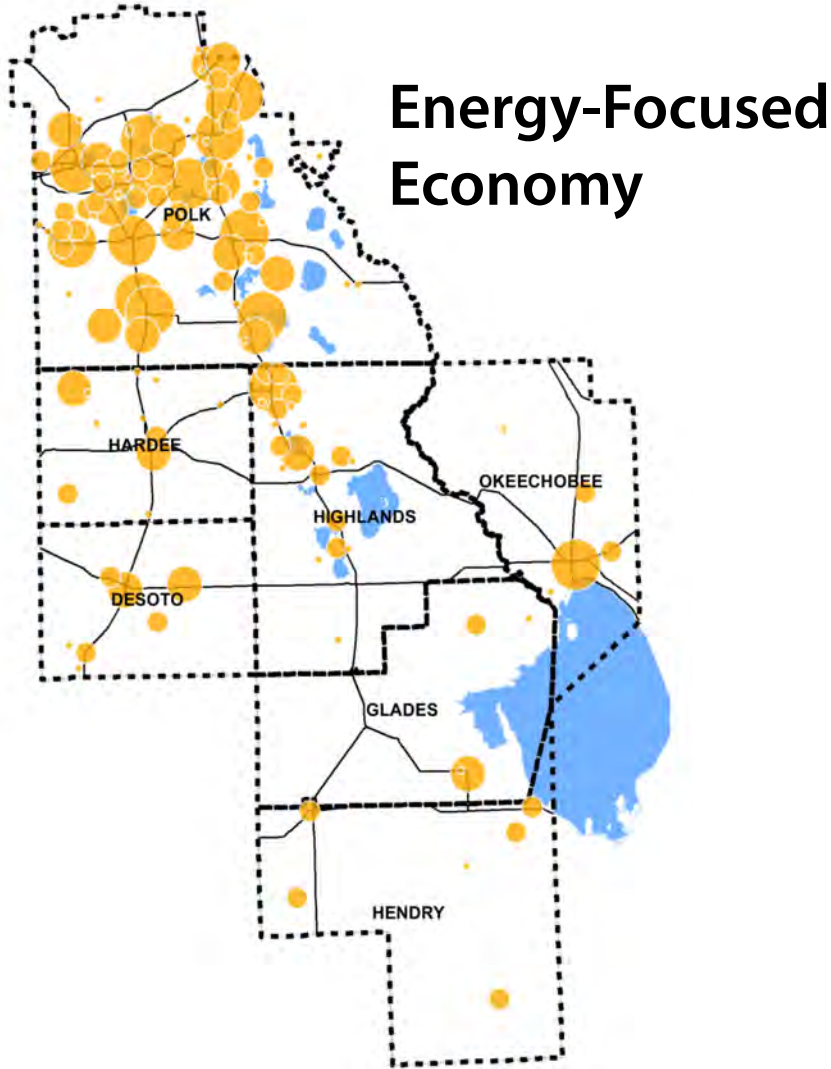 Energy-Focused
Economy
POLK
HARDEE
OKEECHOBEE
HIGHLANDS
DESOTO
GLADES
HENDRY